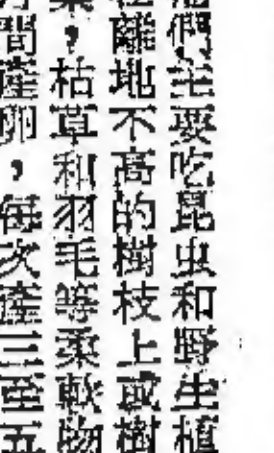 們主要吃昆虫和野生植
離地不高的樹枝上或樹
，枯草和羽毛等柔軟物
間產卵，每次產三至五